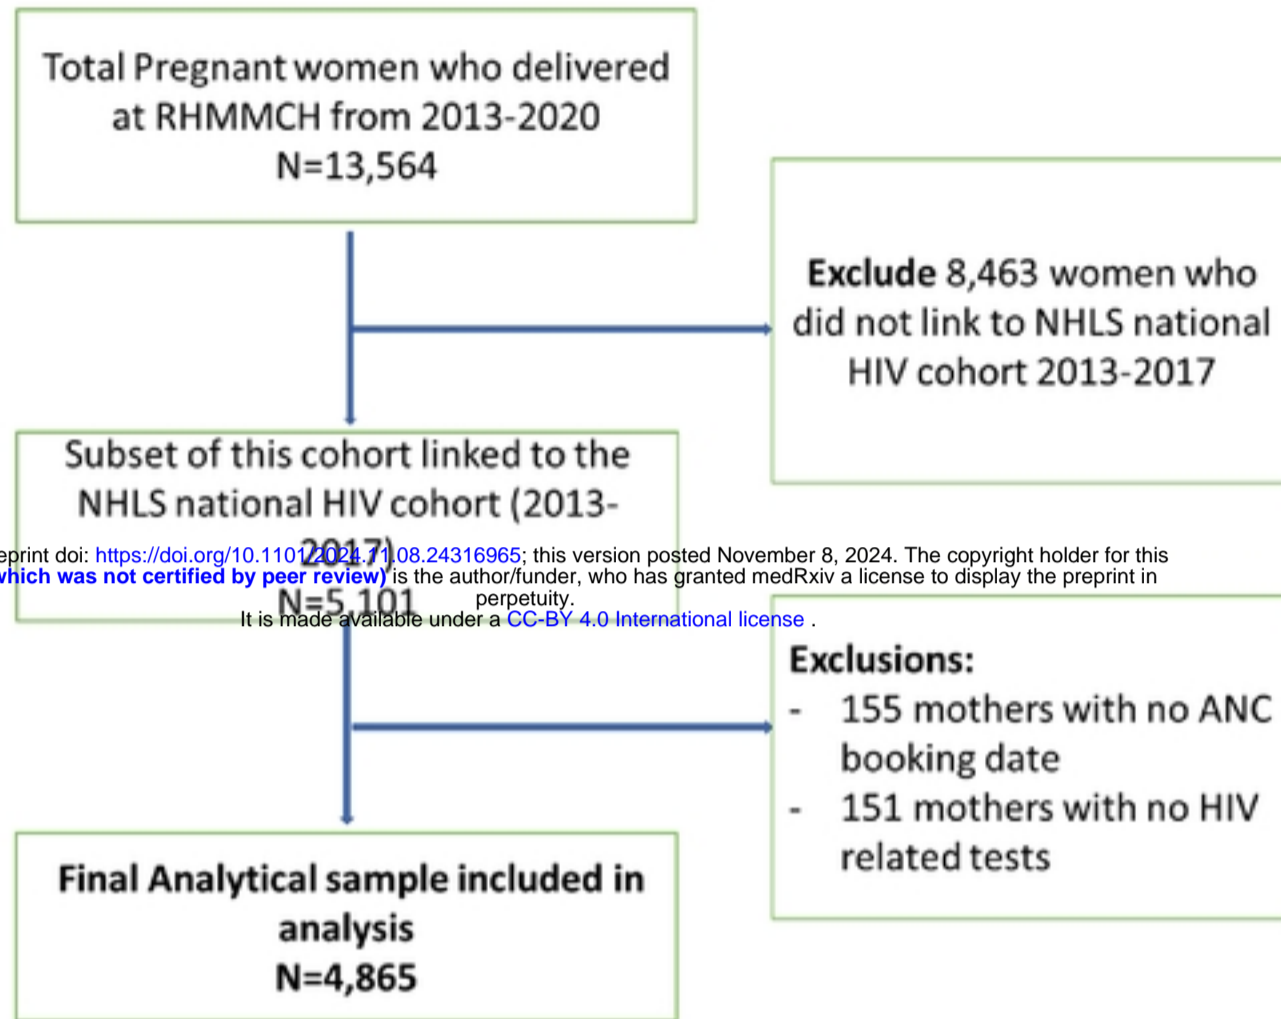 Total Pregnant women who delivered
at RHMMCH from 2013-2020
N=13,564
Exclude 8,463 women who
did not link to NHLS national
HIV cohort 2013-2017
Subset of this cohort linked to the
NHLS national HIV cohort (2013-
2017)
N=5,101
eprint doi: https://doi.org/10.1101/2024.11.08.24316965; this version posted November 8, 2024. The copyright holder for this
which was not certified by peer review) is the author/funder, who has granted medRxiv a license to display the preprint in
perpetuity.
It is made available under a CC-BY 4.0 International license .
Exclusions:
- 155 mothers with no ANC
booking date
- 151 mothers with no HIV
related tests
Final Analytical sample included in
analysis
N=4,865